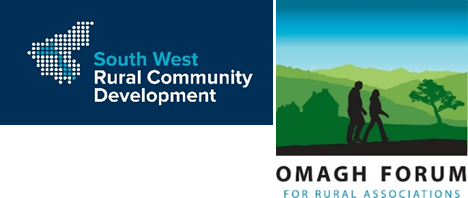 South West
Rural Community
Development
OMAGH FORUM
FOR RURAL ASSOCIATIONS